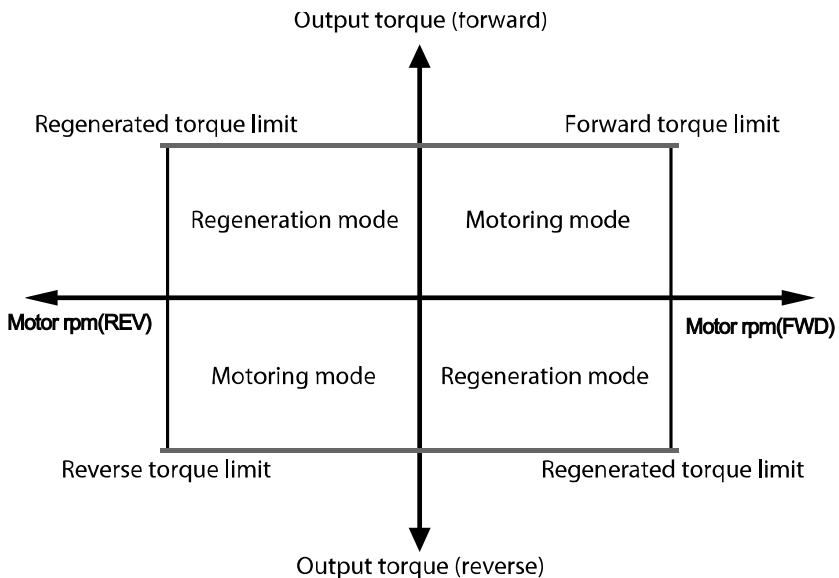 Output torque (forward)
Regenerated torque limit
Forward torque limit
Regeneration mode
Motoring mode
Motor rpm(REV)
Motor rpm(FWD)
Motoring mode
Regeneration mode
Reverse torque limit
Regenerated torque limit
Output torque (reverse)